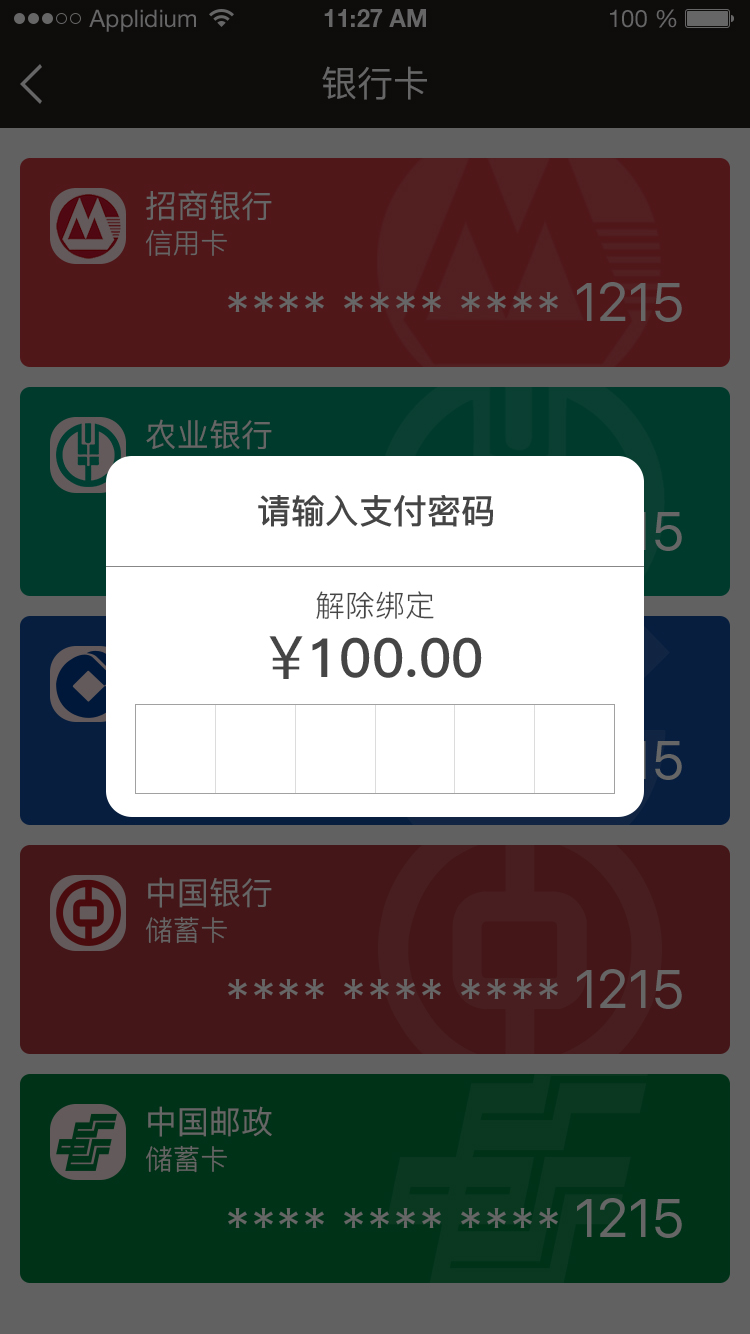 Applidium 11:27 AM 100 %
银行卡
招商银行
信用卡
**** **** **** 1215
农业银行
15
请输入支付密码
解除绑定
¥100.00
15
中国银行
储蓄卡
**** **** **** 1215
中国邮政
储蓄卡
**** **** **** 1215